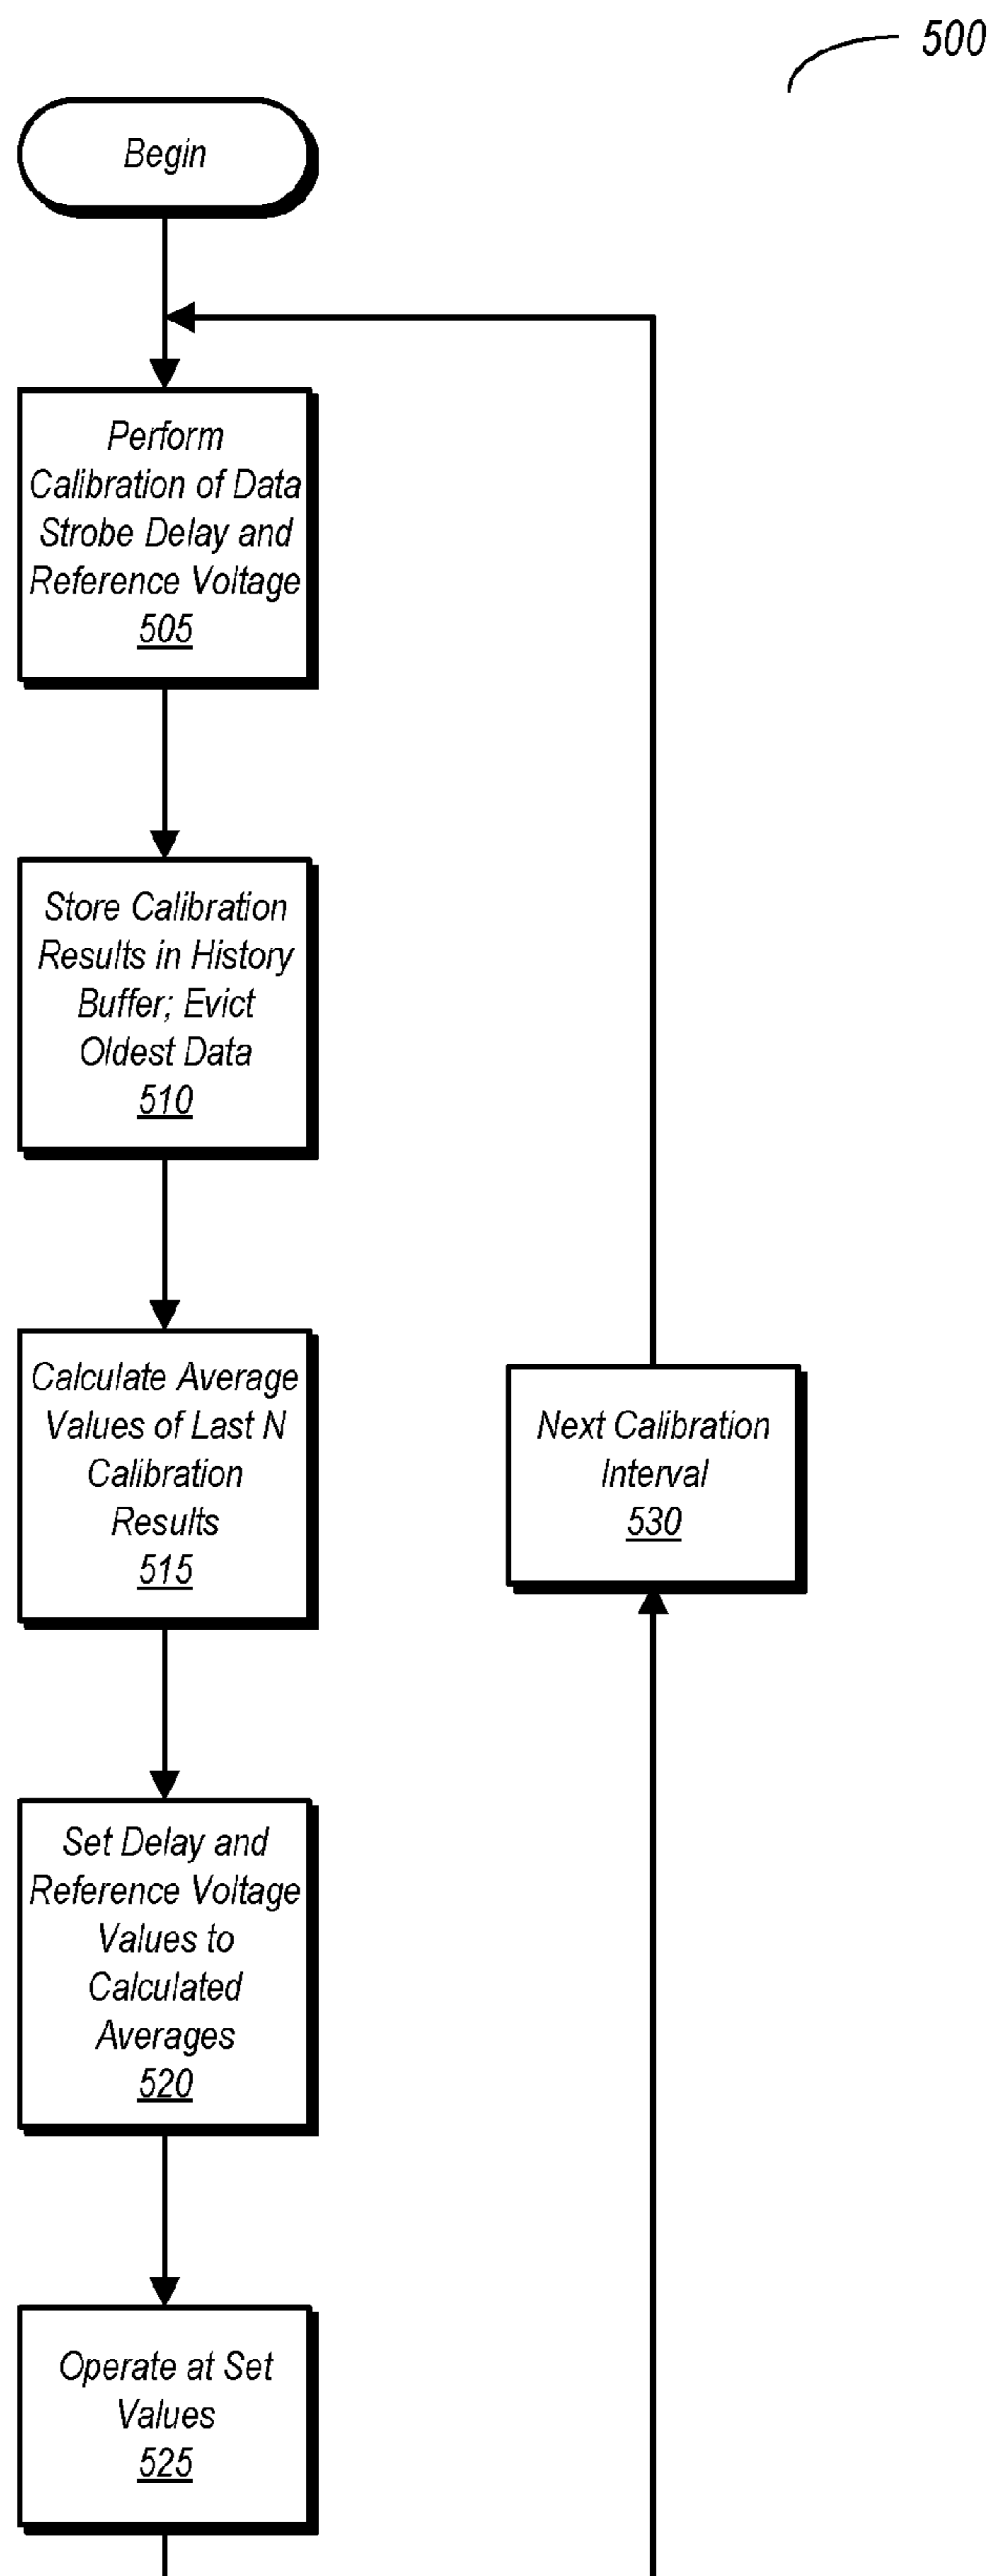 500
Begin
Perform
Calibration of Data
Strobe Delay and
Reference Voltage
505
Store Calibration
Results in History
Buffer; Evict
Oldest Data
510
Calculate Average
Values of Last N
Calibration
Results
515
Next Calibration
Interval
530
Set Delay and
Reference Voltage
Values to
Calculated
Averages
520
Operate at Set
Values
525